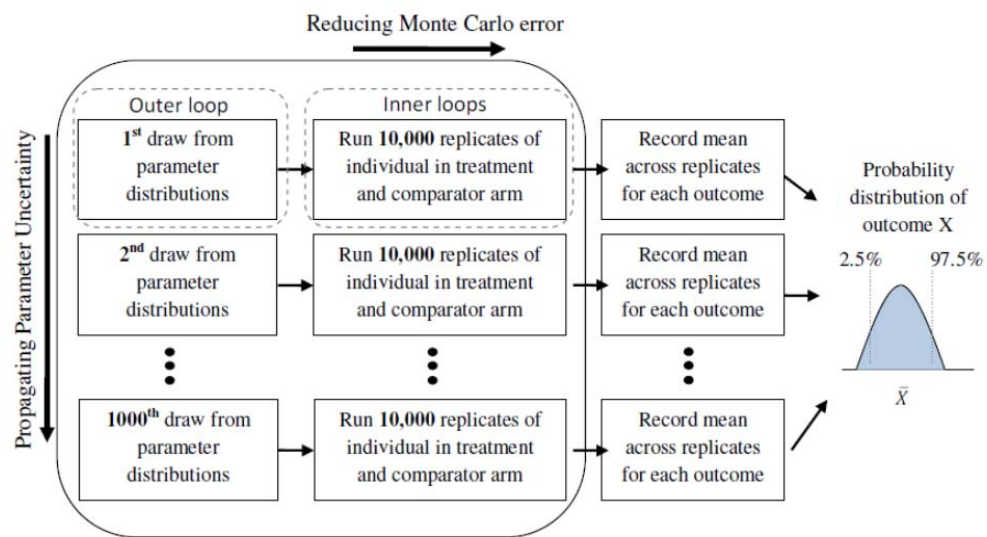 Reducing Monte Carlo error
Propagating Parameter Uncertainty
Outer loop
1st draw from
parameter
distributions
Inner loops
Run 10,000 replicates of
individual in treatment
and comparator arm
Record mean
across replicates
for each outcome
2nd draw from
parameter
distributions
Run 10,000 replicates of
individual in treatment
and comparator arm
Record mean
across replicates
for each outcome
1000th draw from
parameter
distributions
Run 10,000 replicates of
individual in treatment
and comparator arm
Record mean
across replicates
for each outcome
Probability
distribution of
outcome X
2.5% 97.5%
X̄